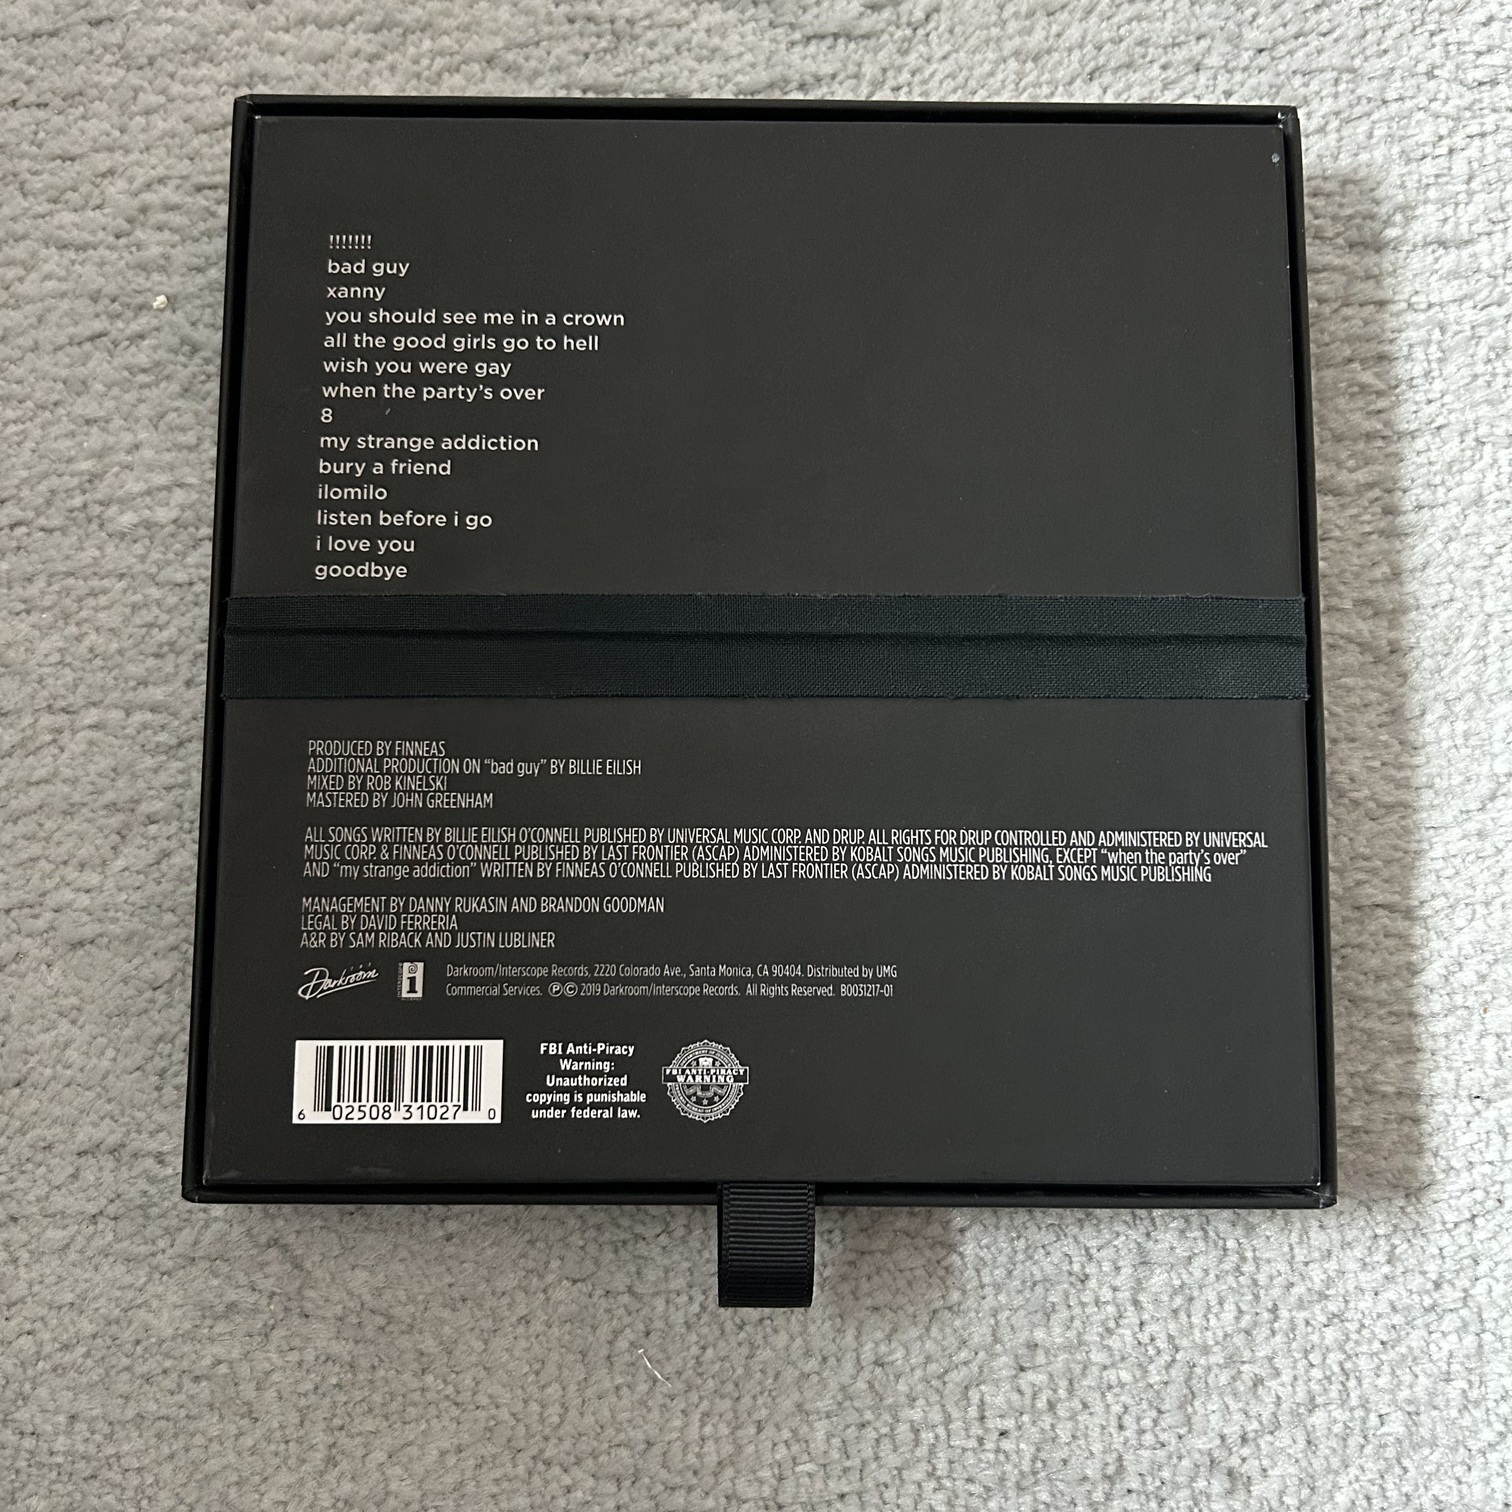 !!!!!!!
bad guy
xanny
you should see me in a crown
all the good girls go to hell
wish you were gay
when the party's over
8
my strange addiction
bury a friend
ilomilo
listen before i go
i love you
goodbye
PRODUCED BY FINNEAS
ADDITIONAL PRODUCTION ON “bad guy” BY BILLIE EILISH
MIXED BY ROB KINELSKI
MASTERED BY JOHN GREENHAM
ALL SONGS WRITTEN BY BILLIE EILISH O'CONNELL PUBLISHED BY UNIVERSAL MUSIC CORP. AND DRUP. ALL RIGHTS FOR DRUP CONTROLLED AND ADMINISTERED BY UNIVERSAL
MUSIC CORP. & FINNEAS O'CONNELL PUBLISHED BY LAST FRONTIER (ASCAP) ADMINISTERED BY KOBALT SONGS MUSIC PUBLISHING, EXCEPT “when the party's over”
AND “my strange addiction” WRITTEN BY FINNEAS O'CONNELL PUBLISHED BY LAST FRONTIER (ASCAP) ADMINISTERED BY KOBALT SONGS MUSIC PUBLISHING
MANAGEMENT BY DANNY RUKASIN AND BRANDON GOODMAN
LEGAL BY DAVID FERRERIA
A&R BY SAM RIBACK AND JUSTIN LUBLINER
Darkroom
i
Darkroom/Interscope Records, 2220 Colorado Ave., Santa Monica, CA 90404. Distributed by UMG
Commercial Services. ℗© 2019 Darkroom/Interscope Records. All Rights Reserved. B0031217-01
6 02508 31027 0
FBI Anti-Piracy
Warning:
Unauthorized
copying is punishable
under federal law.
FBI ANTI-PIRACY
WARNING